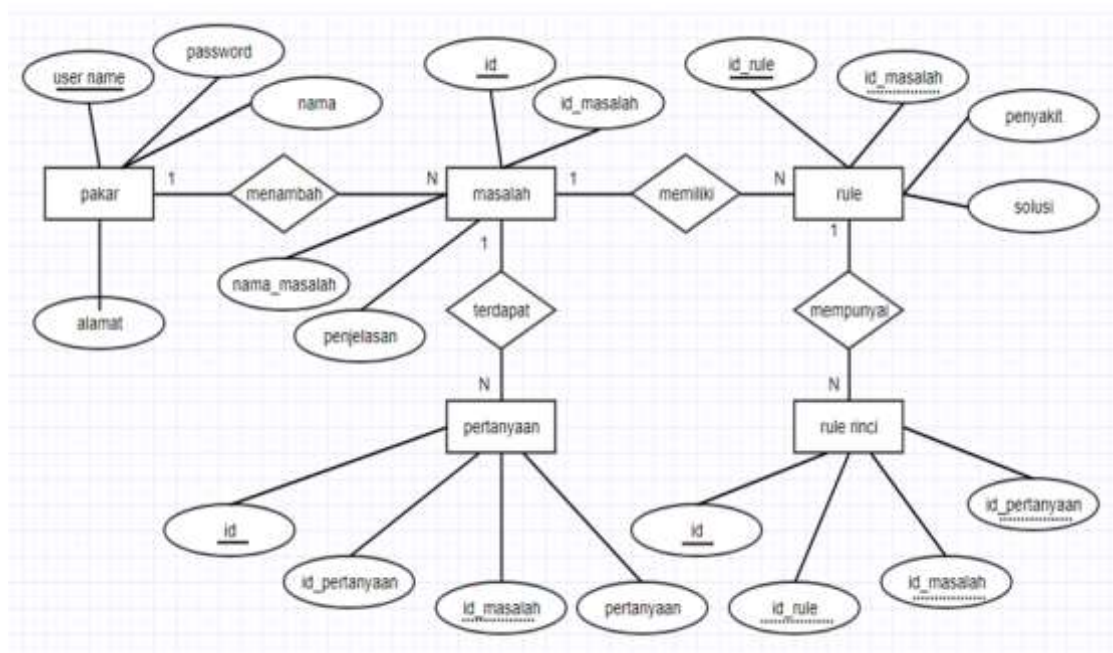 password
user name
nama
id
id_masalah
id_rule
id_masalah
penyakit
pakar
1
menambah
N
masalah
1
memiliki
N
rule
solusi
1
1
nama_masalah
alamat
penjelasan
terdapat
mempunyai
N
N
pertanyaan
rule rinci
id
id_pertanyaan
id_masalah
pertanyaan
id
id_rule
id_masalah
id_pertanyaan